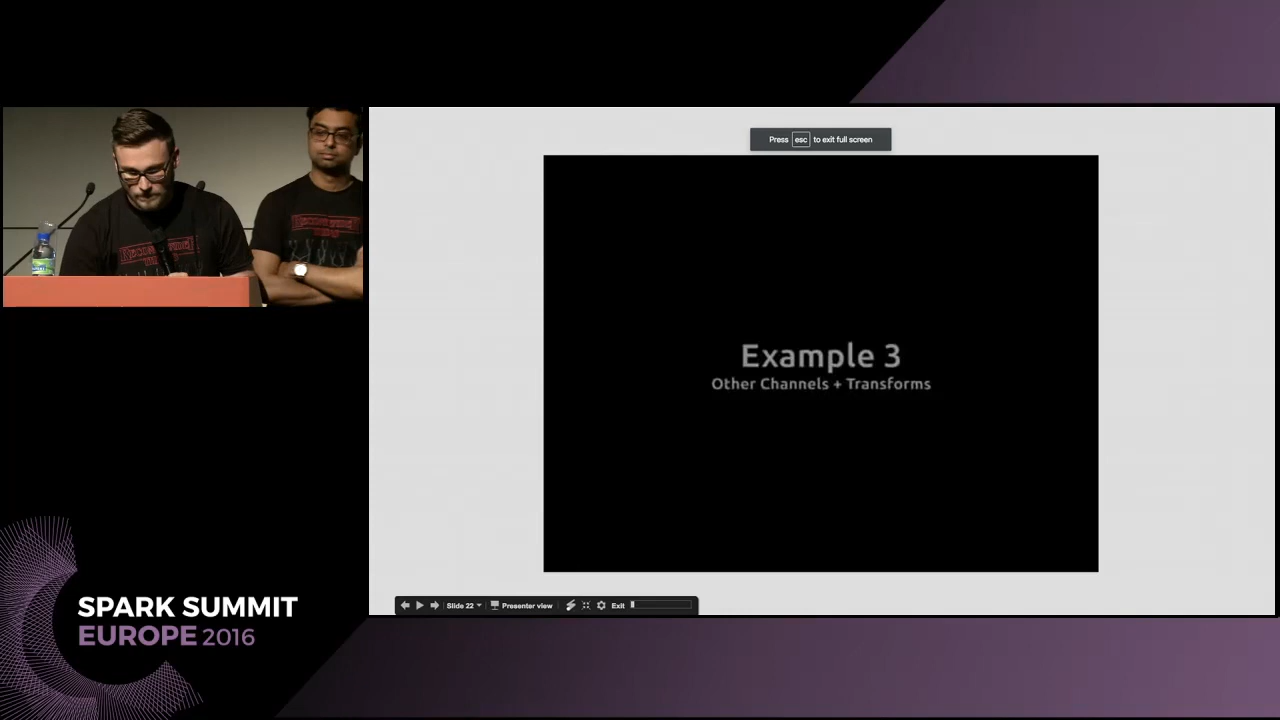 Press esc to exit full screen
Example 3
Other Channels + Transforms
Slide 22
Presenter view
Exit
SPARK SUMMIT
EUROPE 2016